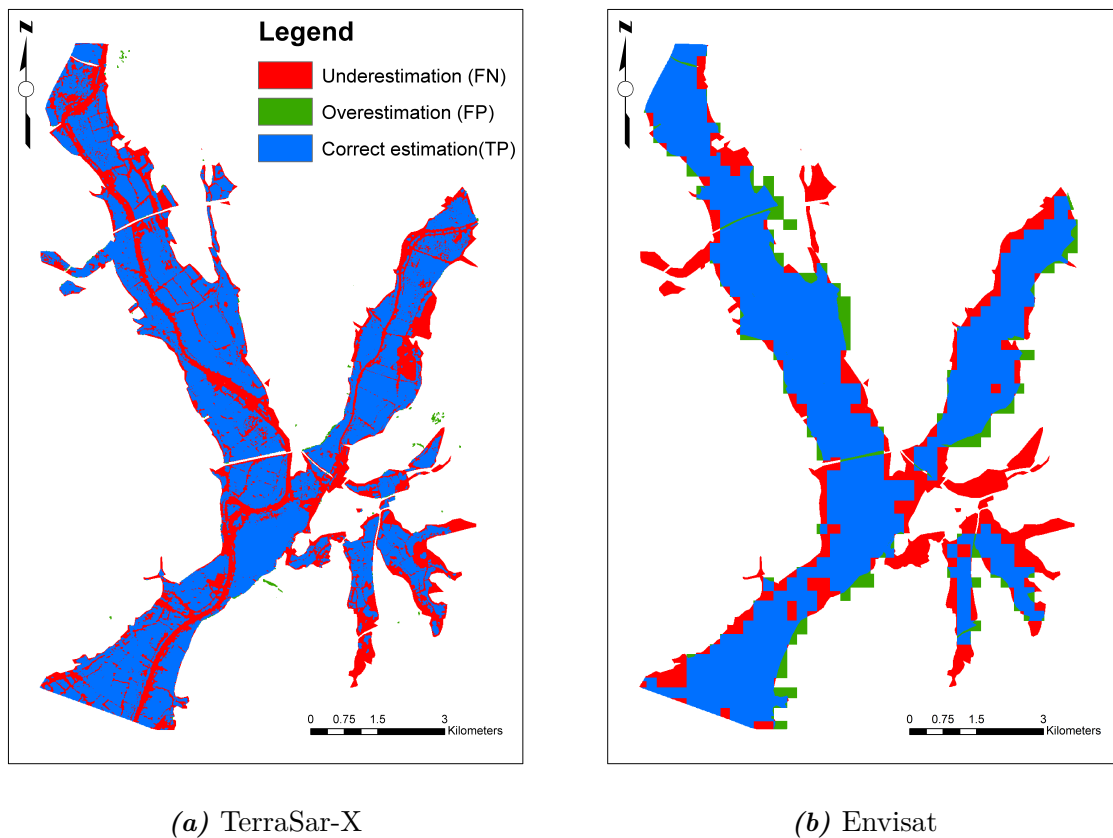 N
Legend
Underestimation (FN)
Overestimation (FP)
Correct estimation(TP)
0 0.75 1.5 3
Kilometers
N
0 0.75 1.5 3
Kilometers
(a) TerraSar-X
(b) Envisat